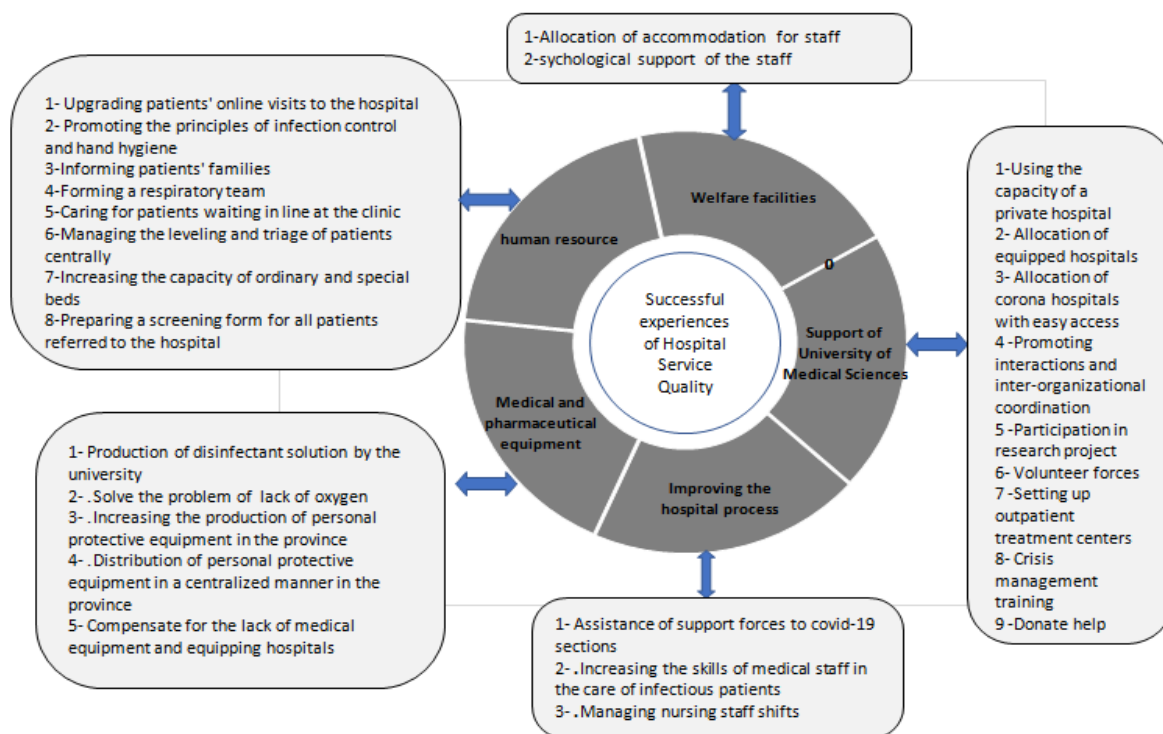 1-Allocation of accommodation for staff
2-sychological support of the staff
1- Upgrading patients' online visits to the hospital
2- Promoting the principles of infection control
and hand hygiene
3-Informing patients' families
4-Forming a respiratory team
5-Caring for patients waiting in line at the clinic
6-Managing the leveling and triage of patients
centrally
7-Increasing the capacity of ordinary and special
beds
8-Preparing a screening form for all patients
referred to the hospital
Welfare facilities
human resource
0
Successful
experiences
of Hospital
Service
Quality
Support of
University of
Medical Sciences
Medical and
pharmaceutical
equipment
Improving the
hospital process
1-Using the
capacity of a
private hospital
2- Allocation of
equipped hospitals
3- Allocation of
corona hospitals
with easy access
4 -Promoting
interactions and
inter-organizational
coordination
5 -Participation in
research project
6- Volunteer forces
7 -Setting up
outpatient
treatment centers
8- Crisis
management
training
9 -Donate help
1- Production of disinfectant solution by the
university
2- .Solve the problem of lack of oxygen
3- .Increasing the production of personal
protective equipment in the province
4- .Distribution of personal protective
equipment in a centralized manner in the
province
5- Compensate for the lack of medical
equipment and equipping hospitals
1- Assistance of support forces to covid-19
sections
2- .Increasing the skills of medical staff in
the care of infectious patients
3- .Managing nursing staff shifts